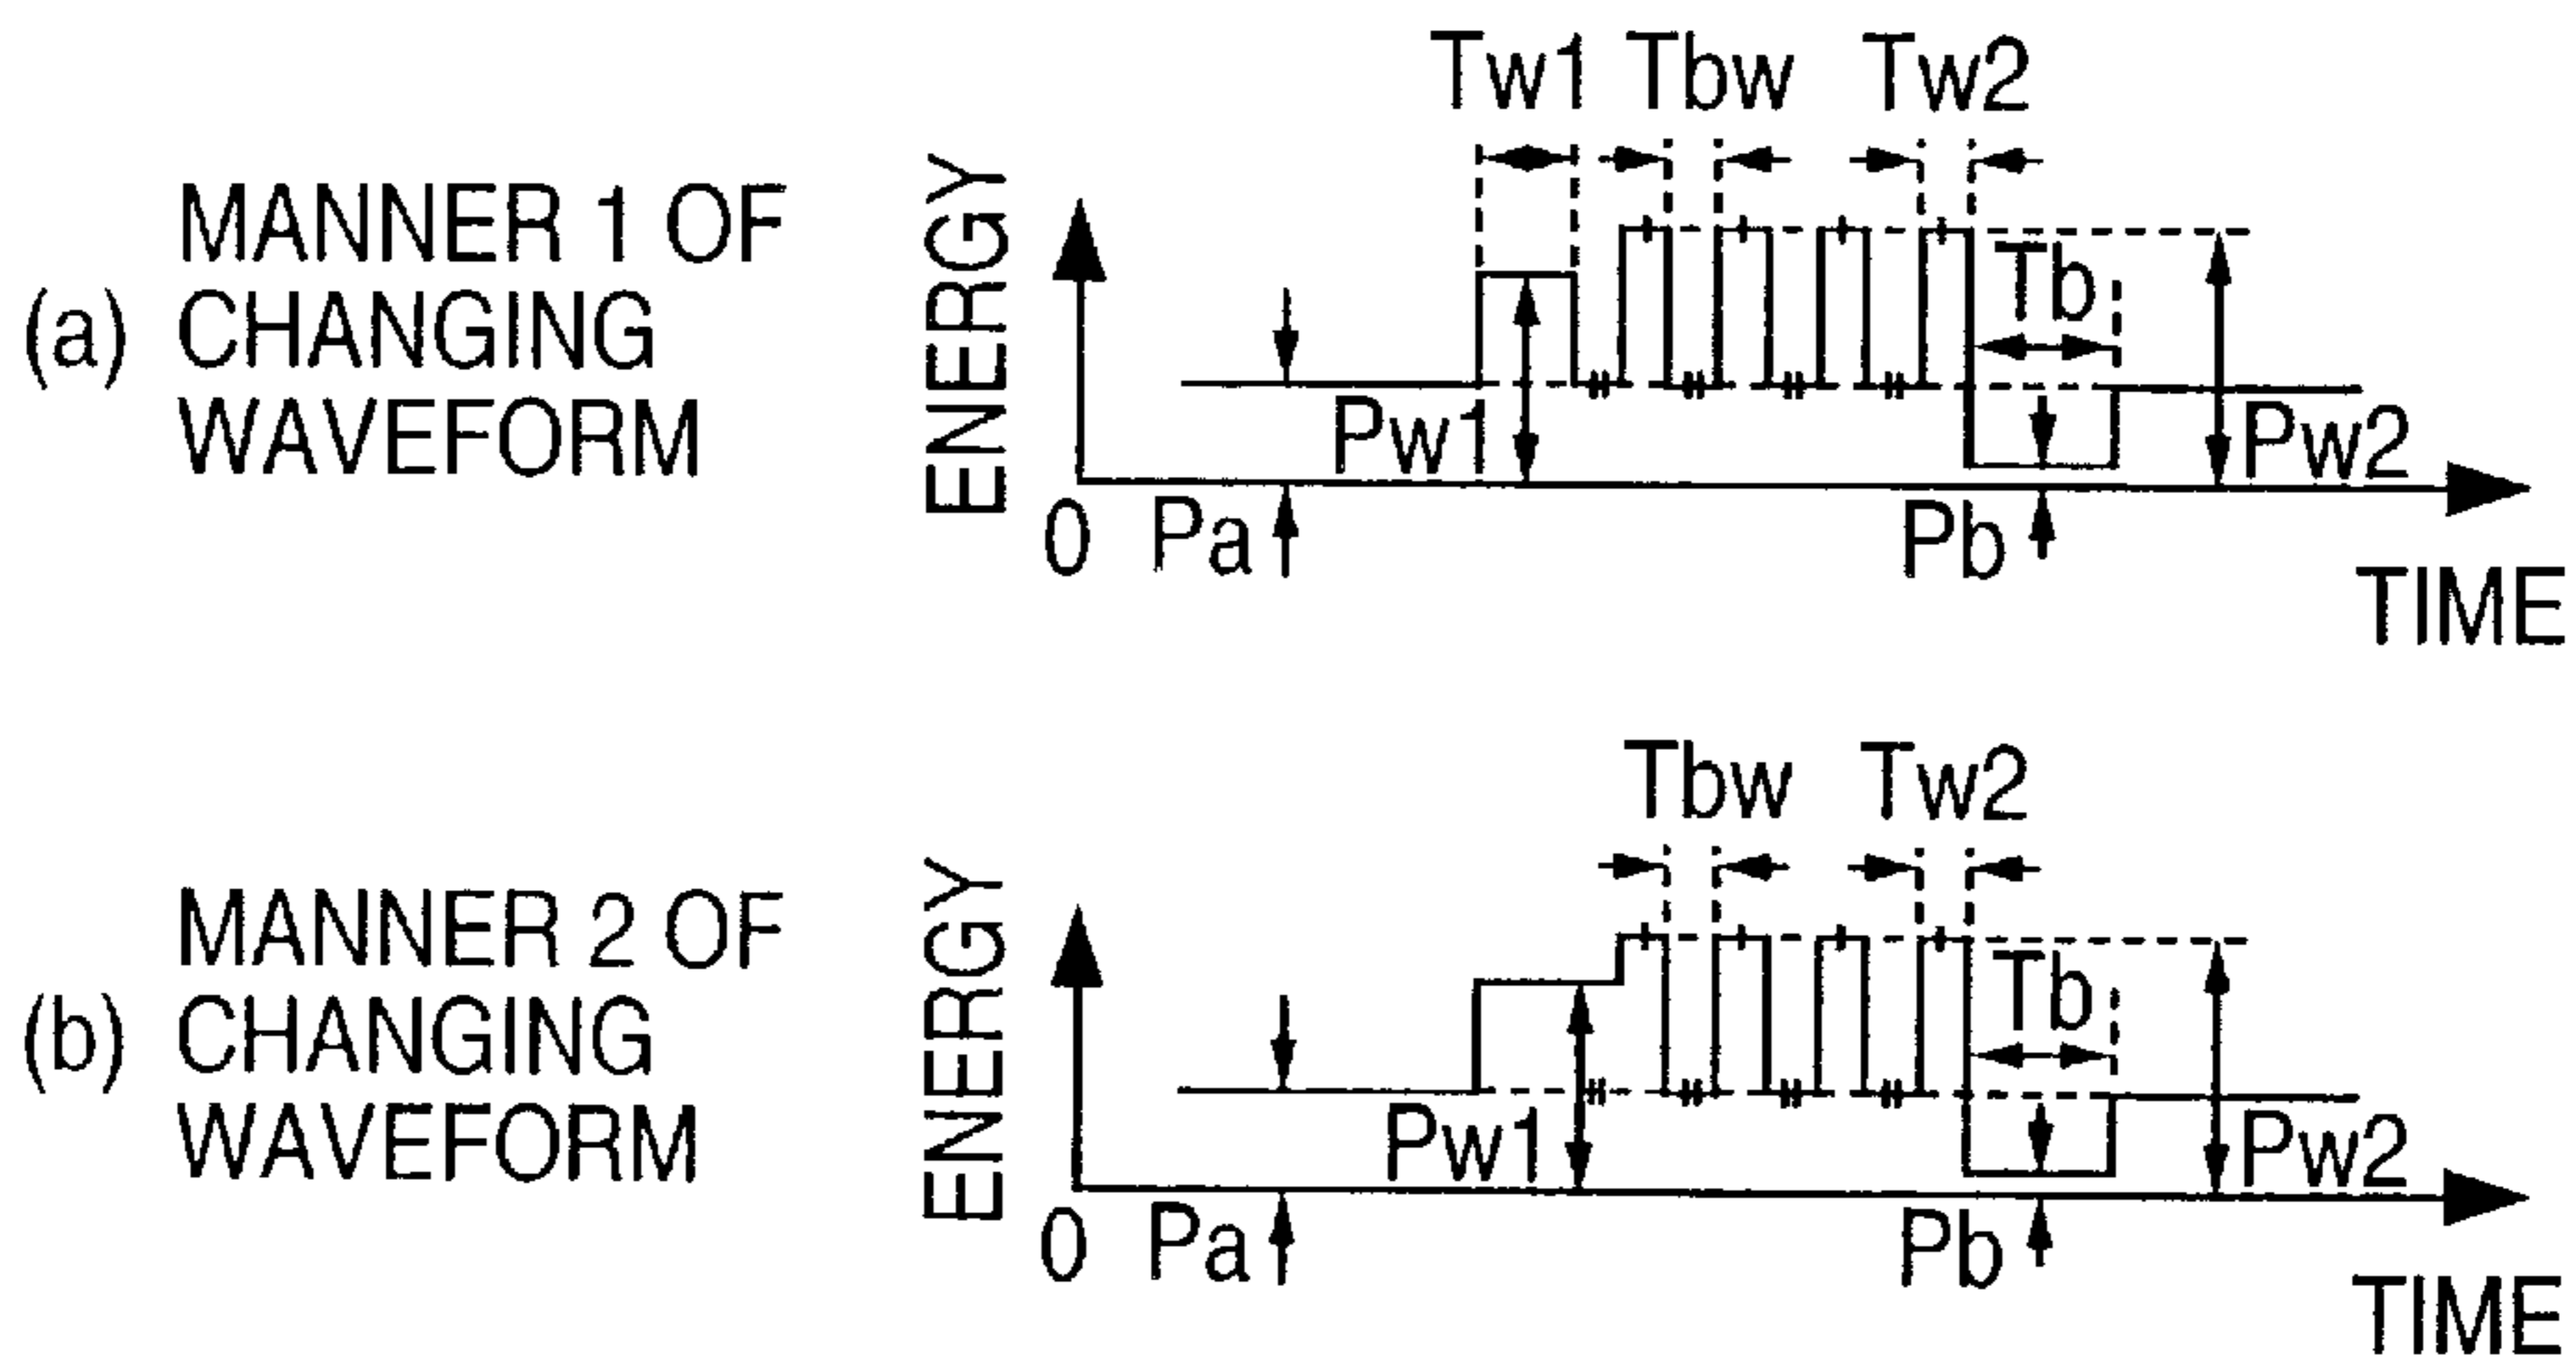 (a) MANNER 1 OF
CHANGING
WAVEFORM
ENERGY
Tw1 Tbw Tw2
Tb
Pw1
Pw2
0 Pa
Pb
TIME
(b) MANNER 2 OF
CHANGING
WAVEFORM
ENERGY
Tbw Tw2
Tb
Pw1
Pw2
0 Pa
Pb
TIME